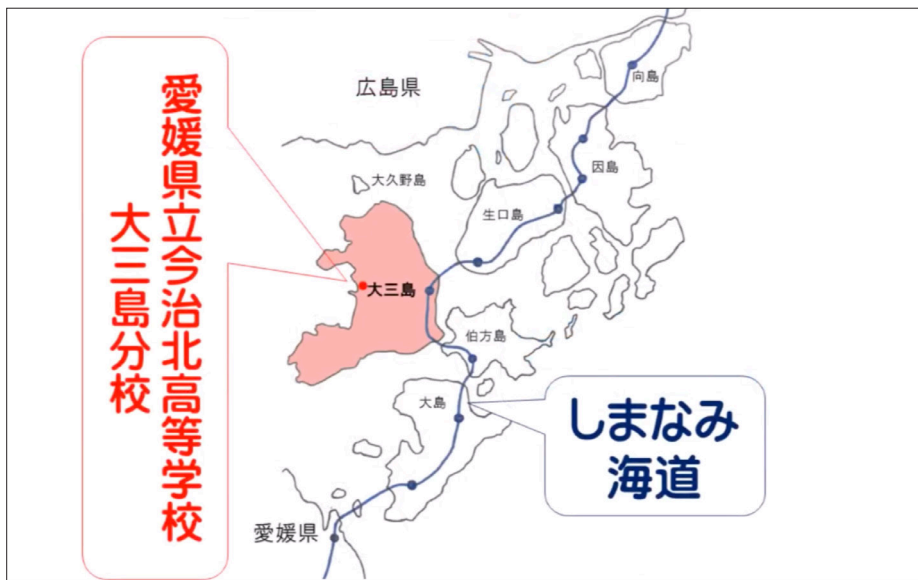 愛媛県立今治北高等学校
大三島分校
広島県
向島
大久野島
因島
生口島
大三島
伯方島
大島
しまなみ
海道
愛媛県